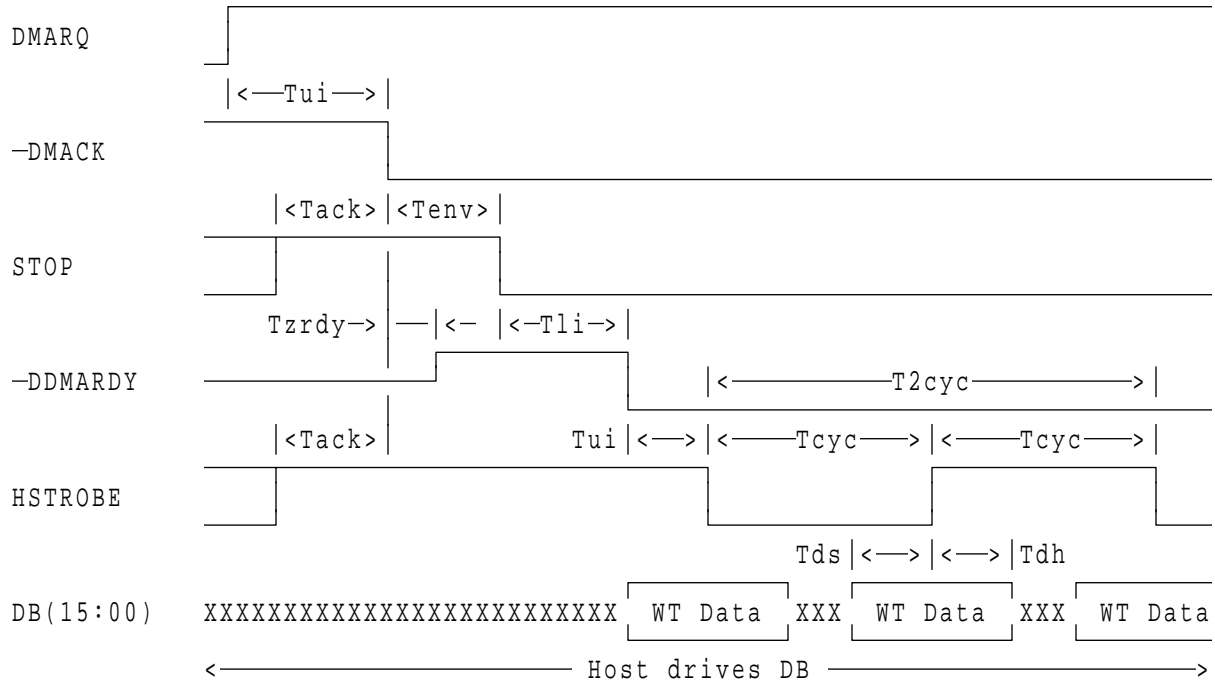 DMARQ
|<—Tui—>|
—DMACK
|<Tack>|<Tenv>|
STOP
Tzrdy—>|—|<— |<—Tli—>|
—DDMARDY |<————T2cyc————>|
|<Tack>| Tui|<—>|<——Tcyc——>|<——Tcyc——>|
HSTROBE
Tds|<—>|<—>|Tdh
DB(15:00) XXXXXXXXXXXXXXXXXXXXXXXXXX WT Data XXX WT Data XXX WT Data
<———— Host drives DB ————>